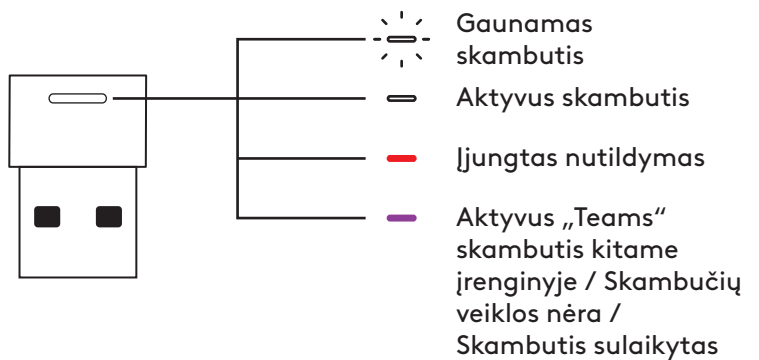 Gaunamas
skambutis
Aktyvus skambutis
Įjungtas nutildymas
Aktyvus „Teams“
skambutis kitame
įrenginyje / Skambučių
veiklos nėra /
Skambutis sulaikytas